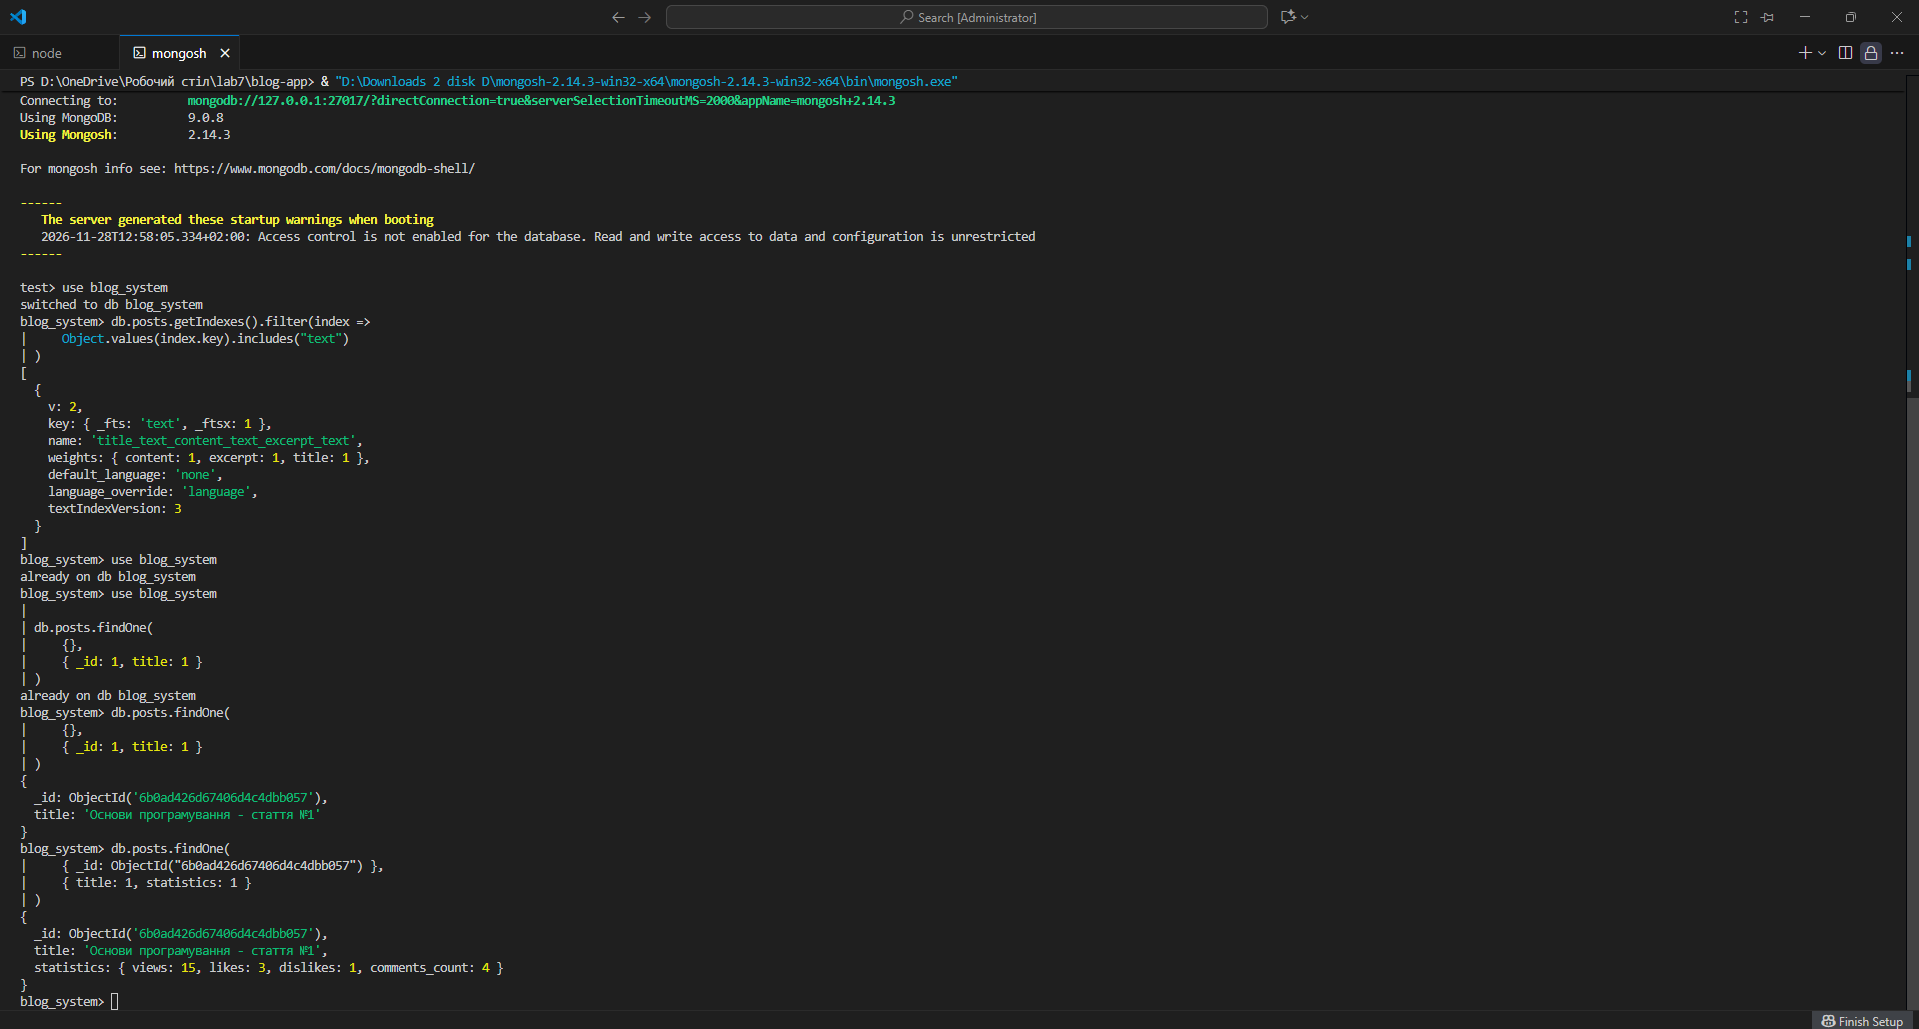 Search [Administrator]
node
mongosh
PS D:\OneDrive\Робочий стіл\lab7\blog-app> & "D:\Downloads 2 disk D\mongosh-2.14.3-win32-x64\mongosh-2.14.3-win32-x64\bin\mongosh.exe"
Connecting to: mongodb://127.0.0.1:27017/?directConnection=true&serverSelectionTimeoutMS=2000&appName=mongosh+2.14.3
Using MongoDB: 9.0.8
Using Mongosh: 2.14.3
For mongosh info see: https://www.mongodb.com/docs/mongodb-shell/
------
The server generated these startup warnings when booting
2026-11-28T12:58:05.334+02:00: Access control is not enabled for the database. Read and write access to data and configuration is unrestricted
------
test> use blog_system
switched to db blog_system
blog_system> db.posts.getIndexes().filter(index =>
|     Object.values(index.key).includes("text")
| )
[
  {
    v: 2,
    key: { _fts: 'text', _ftsx: 1 },
    name: 'title_text_content_text_excerpt_text',
    weights: { content: 1, excerpt: 1, title: 1 },
    default_language: 'none',
    language_override: 'language',
    textIndexVersion: 3
  }
]
blog_system> use blog_system
already on db blog_system
blog_system> use blog_system
|
| db.posts.findOne(
|     {},
|     { _id: 1, title: 1 }
| )
already on db blog_system
blog_system> db.posts.findOne(
|     {},
|     { _id: 1, title: 1 }
| )
{
  _id: ObjectId('6b0ad426d67406d4c4dbb057'),
  title: 'Основи програмування - стаття №1'
}
blog_system> db.posts.findOne(
|     { _id: ObjectId("6b0ad426d67406d4c4dbb057") },
|     { title: 1, statistics: 1 }
| )
{
  _id: ObjectId('6b0ad426d67406d4c4dbb057'),
  title: 'Основи програмування - стаття №1',
  statistics: { views: 15, likes: 3, dislikes: 1, comments_count: 4 }
}
blog_system>
Finish Setup